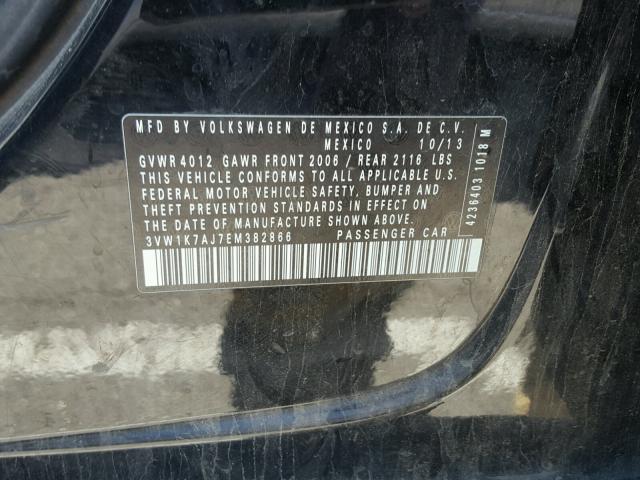 MFD BY VOLKSWAGEN DE MEXICO S.A. DE C.V.
MEXICO 10/13
GVWR 4012 GAWR FRONT 2006 / REAR 2116 LBS
THIS VEHICLE CONFORMS TO ALL APPLICABLE U.S.
FEDERAL MOTOR VEHICLE SAFETY, BUMPER AND
THEFT PREVENTION STANDARDS IN EFFECT ON
THE DATE OF MANUFACTURE SHOWN ABOVE.
3VW1K7AJ7EM382866 PASSENGER CAR
4236403 1018 M